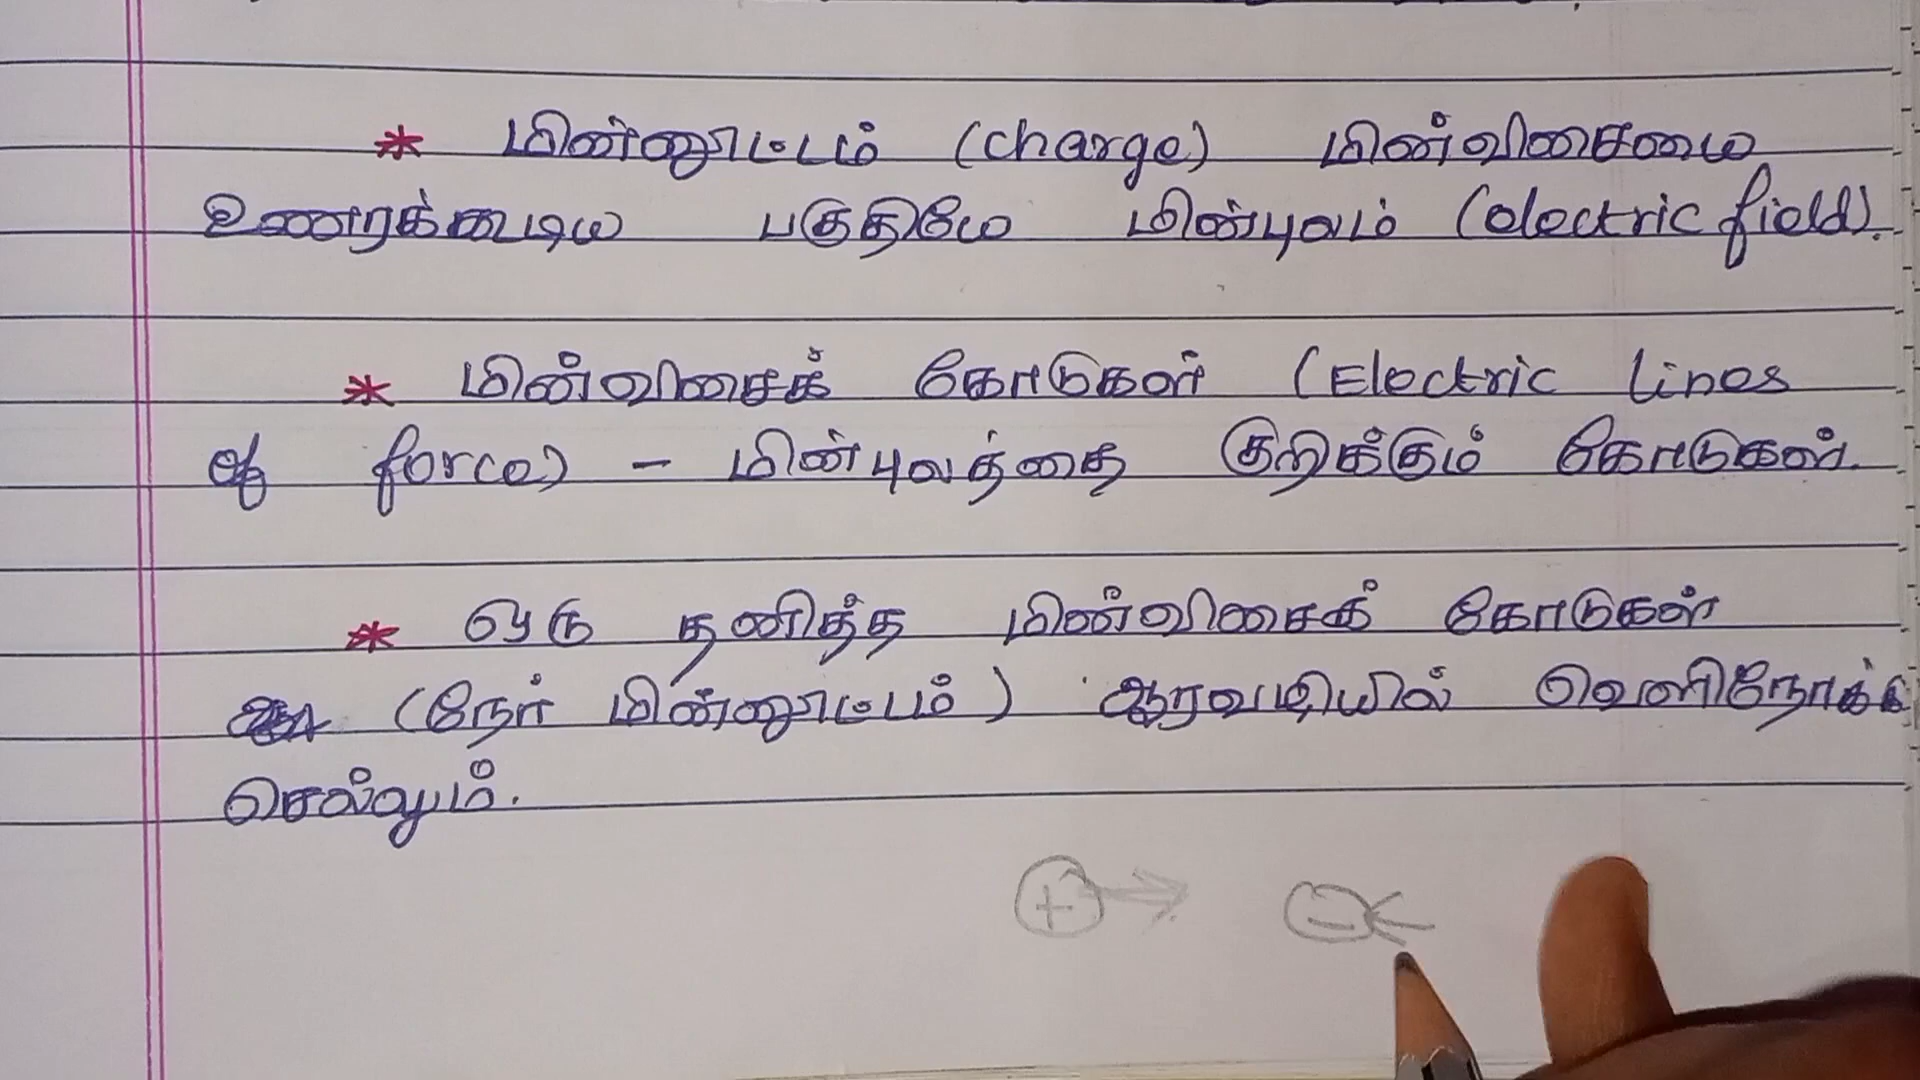 * மின்னூட்டம் (charge) மின்விசையை
உணரக்கூடிய பகுதியே மின்புலம் (electric field).
* மின்விசைக் கோடுகள் (Electric lines
of force) - மின்புலத்தை குறிக்கும் கோடுகள்.
* ஒரு தனித்த மின்விசைக் கோடுகள்
(நேர் மின்னூட்டம்) ஆரவழியில் வெளிநோக்கி
செல்லும்.
+ −